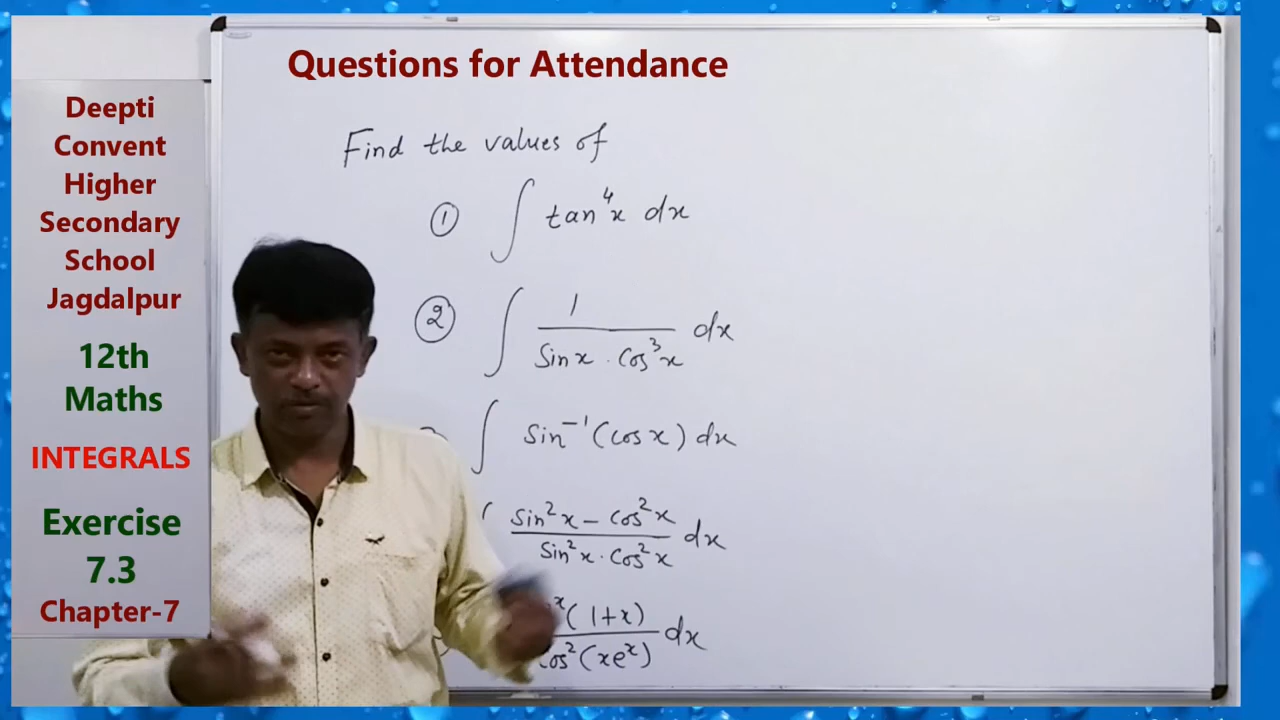 Questions for Attendance
Deepti
Convent
Higher
Secondary
School
Jagdalpur
12th
Maths
INTEGRALS
Exercise
7.3
Chapter-7
Find the values of
① ∫ tan⁴x dx
② ∫ 1 / (Sinx . Cos³x) dx
∫ Sin⁻¹(Cosx) dx
∫ (Sin²x – Cos²x) / (Sin²x . Cos²x) dx
ˣ(1+x) / Cos²(xeˣ) dx